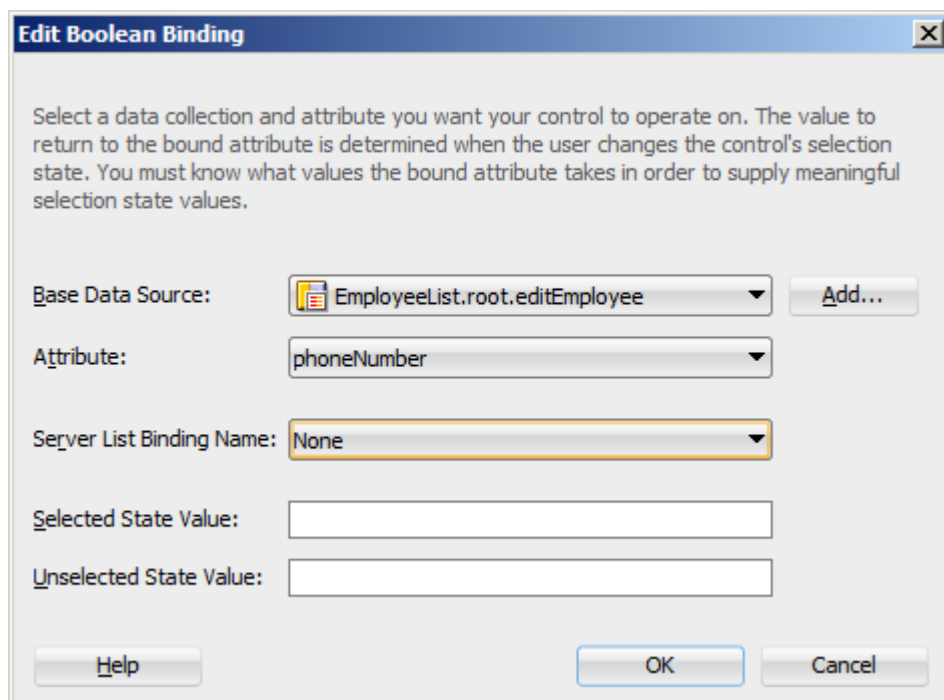 Edit Boolean Binding
Select a data collection and attribute you want your control to operate on. The value to
return to the bound attribute is determined when the user changes the control's selection
state. You must know what values the bound attribute takes in order to supply meaningful
selection state values.
Base Data Source: EmployeeList.root.editEmployee Add...
Attribute: phoneNumber
Server List Binding Name: None
Selected State Value:
Unselected State Value:
Help OK Cancel